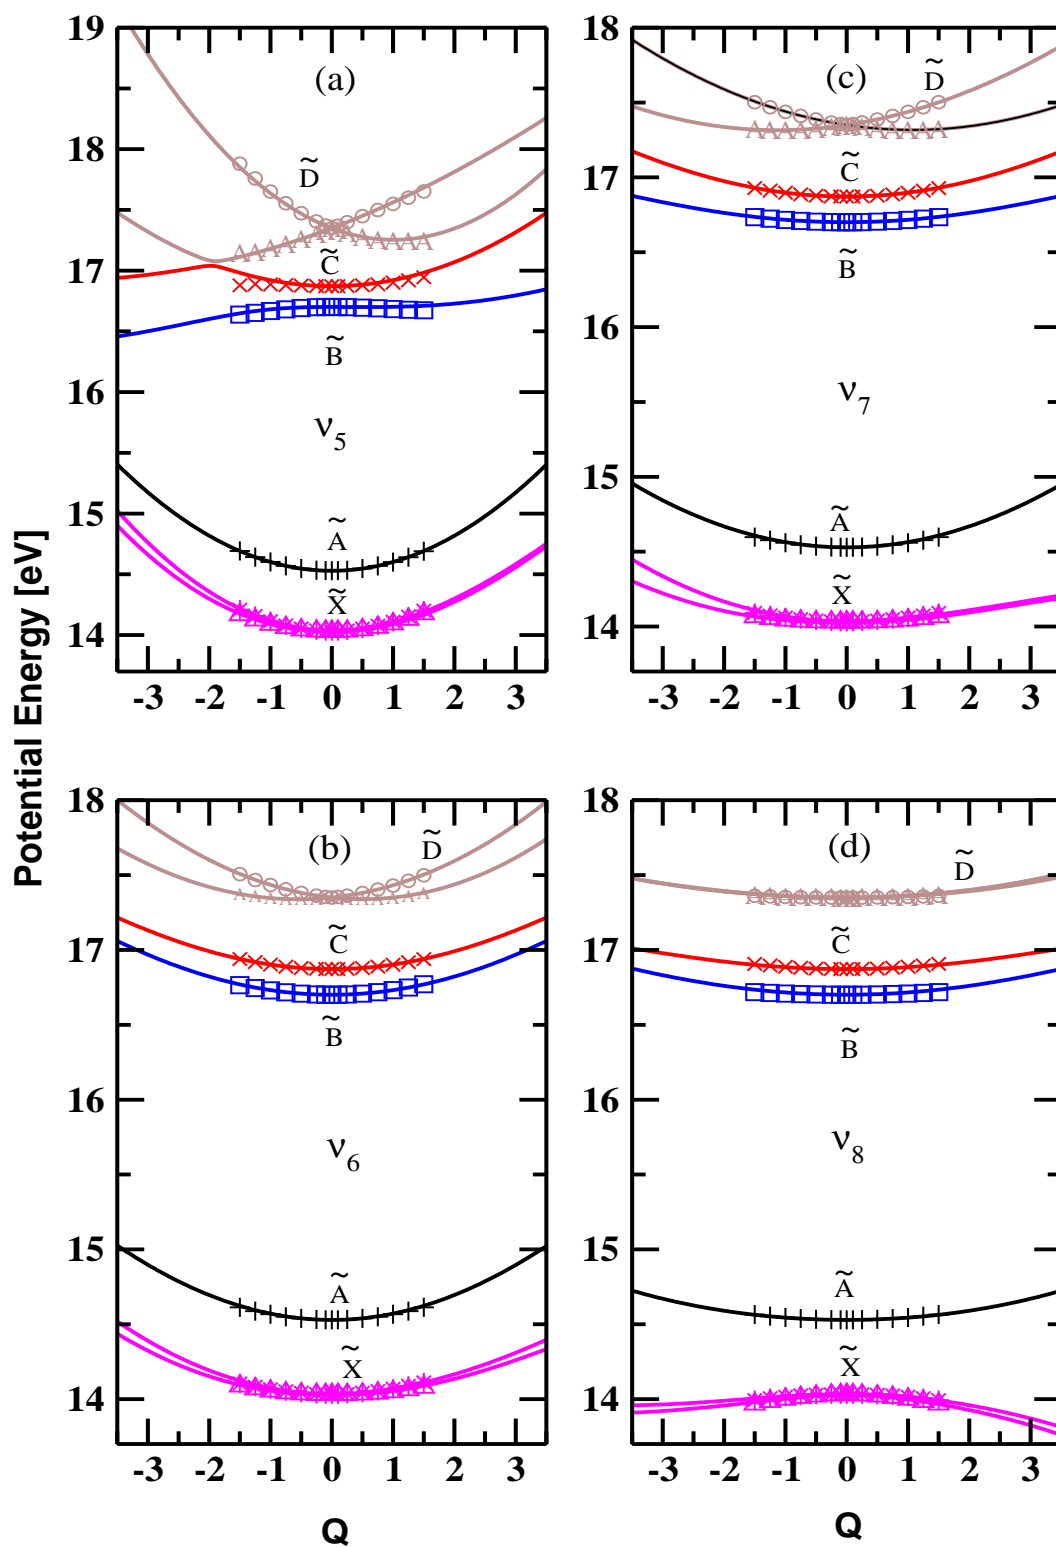 Potential Energy [eV]
19
18
17
16
15
14
(a)
D̃
C̃
B̃
ν5
Ã
X̃
-3 -2 -1 0 1 2 3
18
17
16
15
14
(c)
D̃
C̃
B̃
ν7
Ã
X̃
-3 -2 -1 0 1 2 3
18
17
16
15
14
(b)
D̃
C̃
B̃
ν6
Ã
X̃
-3 -2 -1 0 1 2 3
Q
18
17
16
15
14
(d)
D̃
C̃
B̃
ν8
Ã
X̃
-3 -2 -1 0 1 2 3
Q